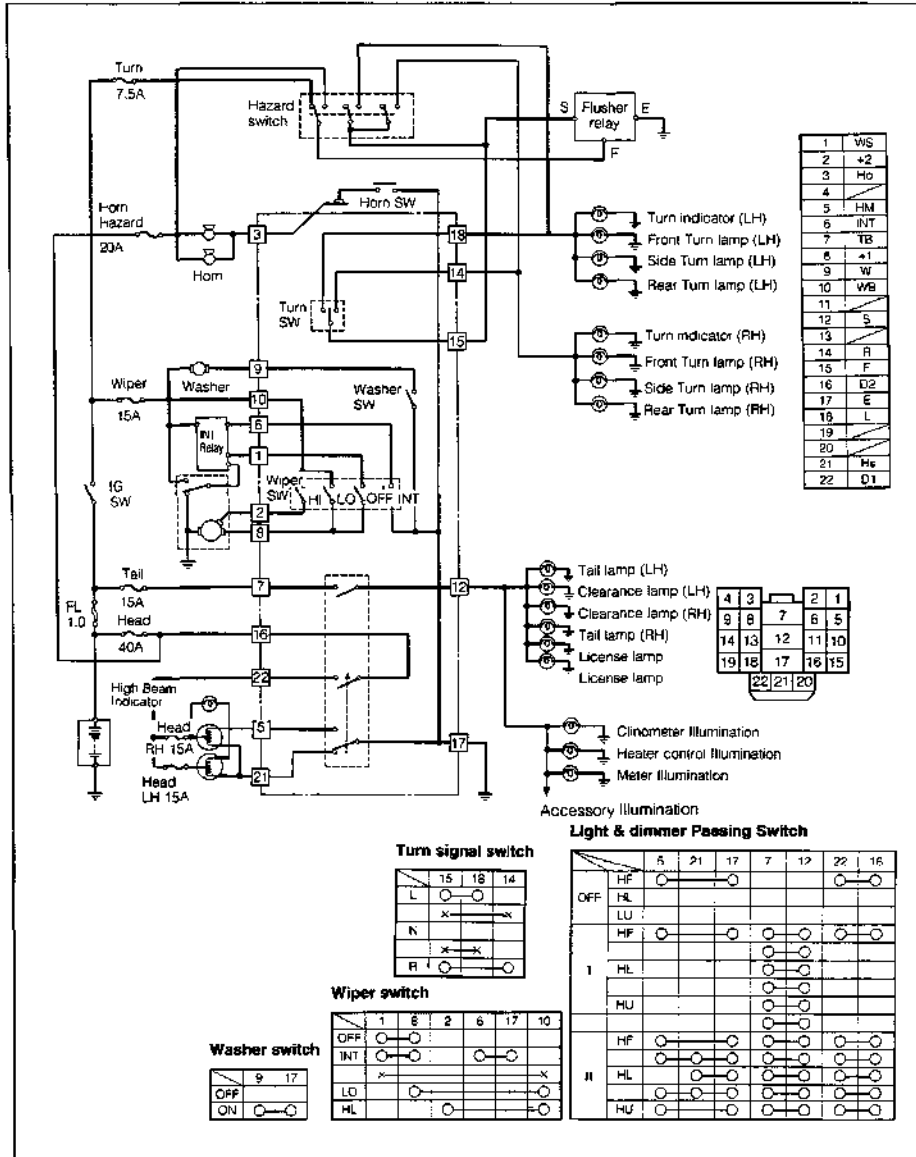 Turn
7.5A
Hazard
switch
S
Flusher
relay
E
F
Horn
Hazard
20A
Horn
Horn SW
3
18
14
15
Turn
SW
Turn indicator (LH)
Front Turn lamp (LH)
Side Turn lamp (LH)
Rear Turn lamp (LH)
Turn indicator (RH)
Front Turn lamp (RH)
Side Turn lamp (RH)
Rear Turn lamp (RH)
1 WS
2 +2
3 Ho
4
5 HM
6 INT
7 TB
8 +1
9 W
10 WB
11
12 S
13
14 R
15 F
16 D2
17 E
18 L
19
20
21 Hs
22 D1
Wiper
15A
Washer
9
10
6
1
2
8
INT
Relay
Washer
SW
Wiper
SW
HI LO OFF INT
IG
SW
FL
1.0
Tail
15A
Head
40A
7
16
22
5
21
12
17
High Beam
Indicator
Head
RH 15A
Head
LH 15A
Tail lamp (LH)
Clearance lamp (LH)
Clearance lamp (RH)
Tail lamp (RH)
License lamp
License lamp
4 3 2 1
9 8 7 6 5
14 13 12 11 10
19 18 17 16 15
22 21 20
Clinometer Illumination
Heater control Illumination
Meter Illumination
Accessory Illumination
Turn signal switch
15 18 14
L
N
R
Wiper switch
1 8 2 6 17 10
OFF
INT
LO
HL
Washer switch
9 17
OFF
ON
Light & dimmer Passing Switch
5 21 17 7 12 22 16
OFF
HF
HL
LU
I
HF
HL
HU
II
HF
HL
HU